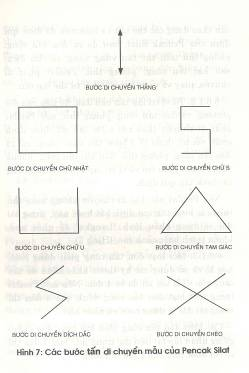 BƯỚC DI CHUYỂN THẲNG
BƯỚC DI CHUYỂN CHỮ NHẬT
BƯỚC DI CHUYỂN CHỮ S
BƯỚC DI CHUYỂN CHỮ U
BƯỚC DI CHUYỂN TAM GIÁC
BƯỚC DI CHUYỂN DÍCH DẮC
BƯỚC DI CHUYỂN CHÉO
Hình 7: Các bước tấn di chuyển mẫu của Pencak Silat